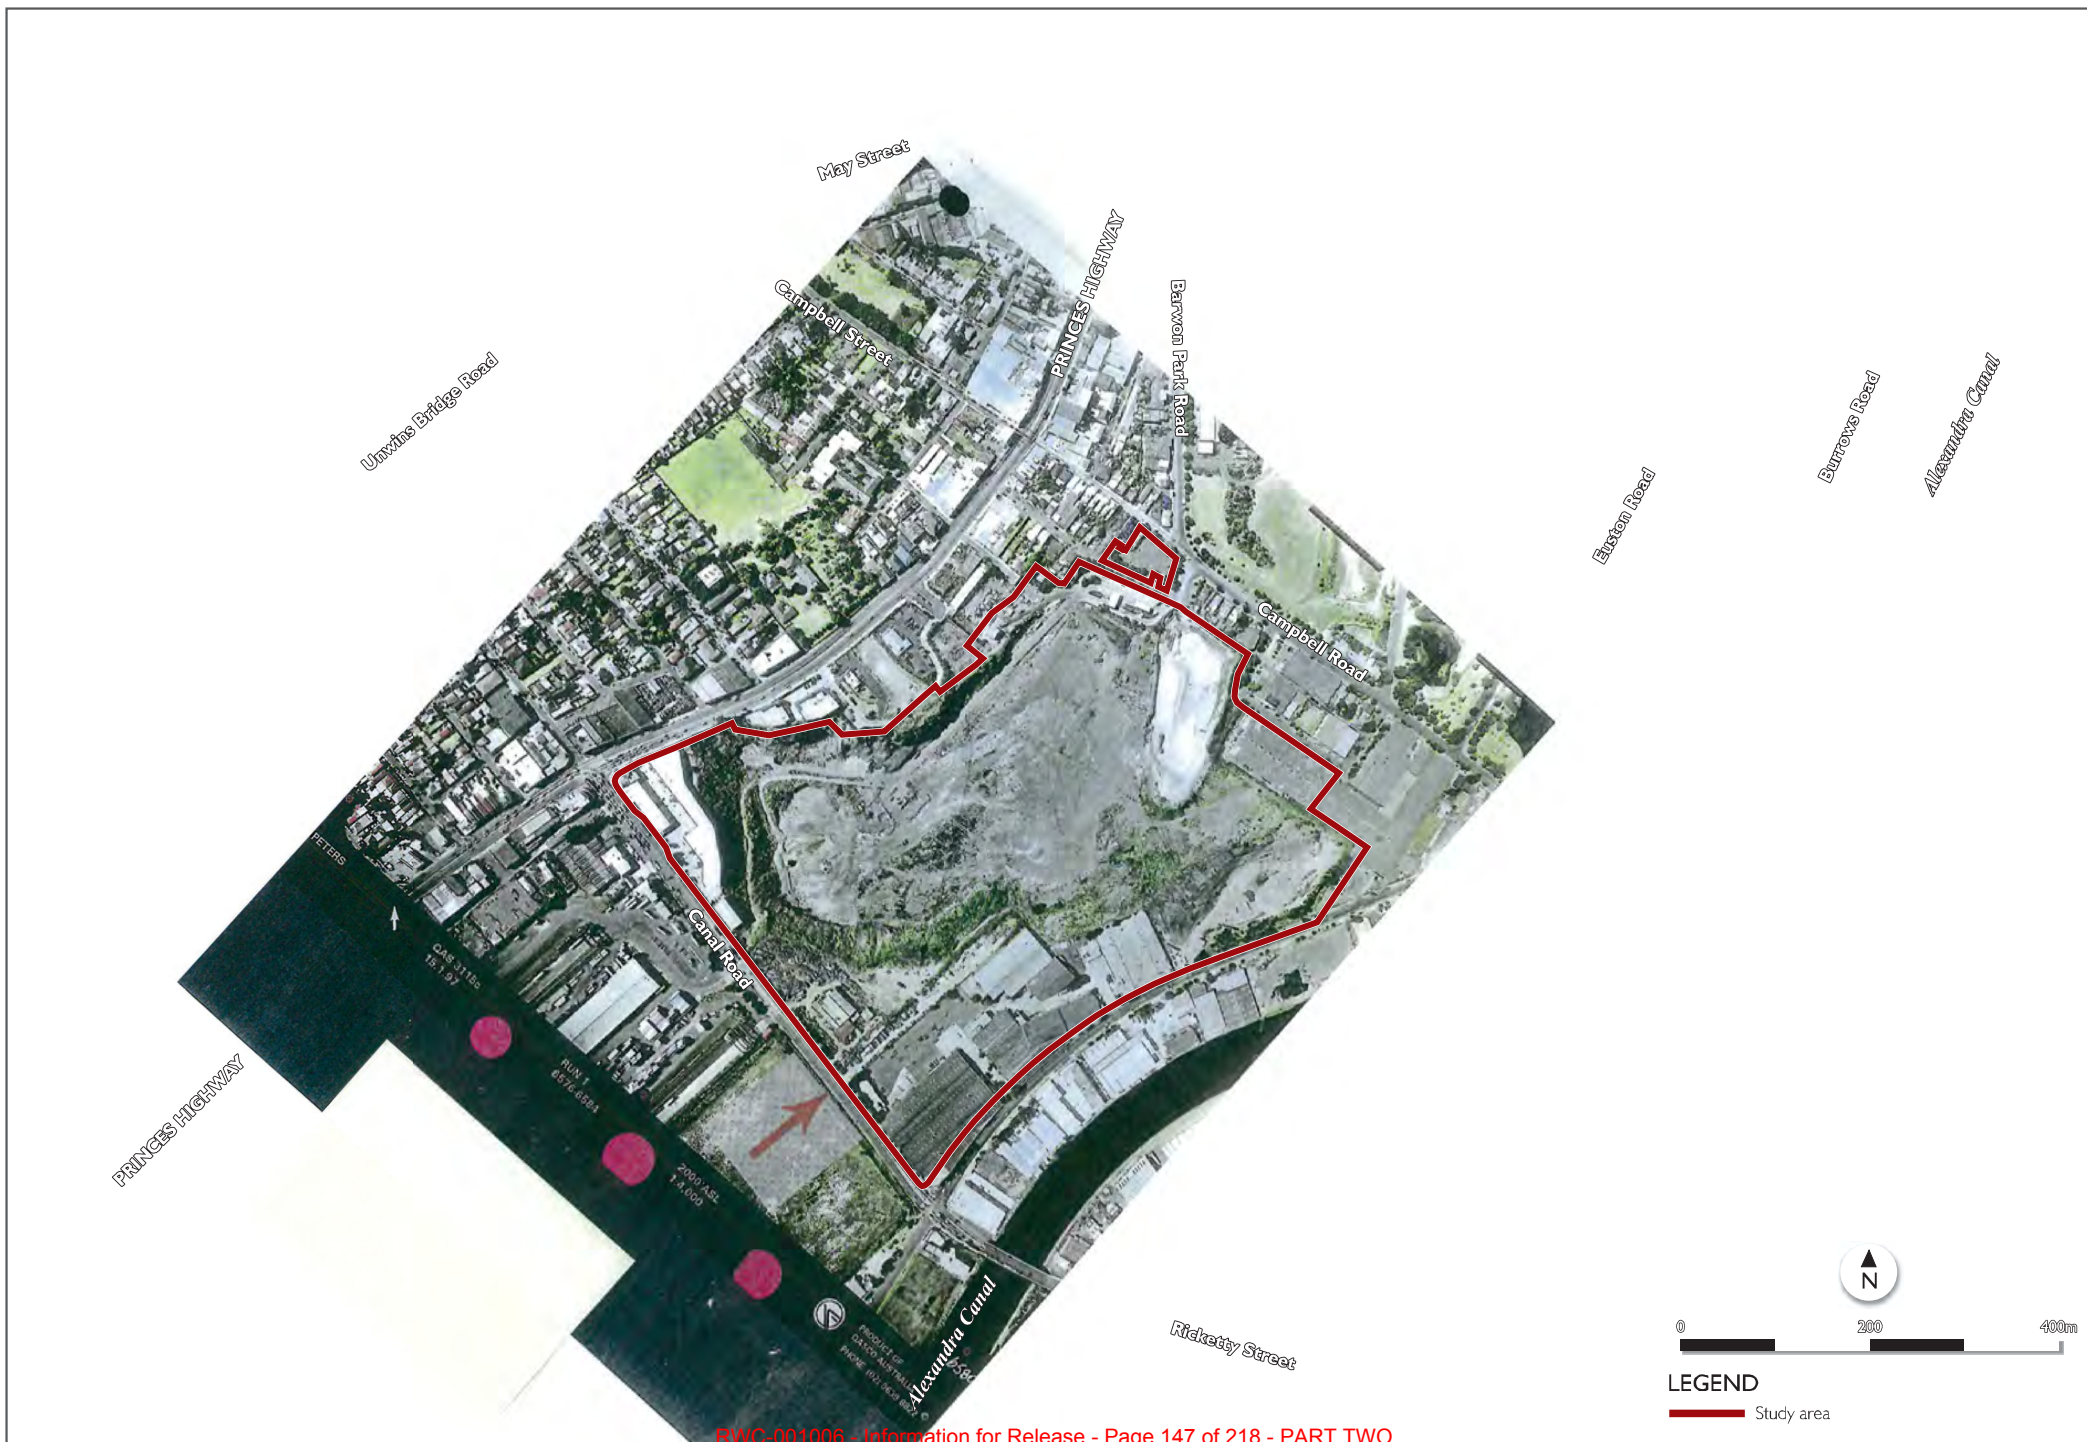 May Street
PRINCES HIGHWAY
Barwon Park Road
Campbell Street
Unwins Bridge Road
Burrows Road
Alexandra Canal
Euston Road
Campbell Road
PETERS
Canal Road
15.1.97
RUN 1
6576-6584
2000'ASL
1:4,000
PRINCES HIGHWAY
PRODUCT OF
Alexandra Canal
Ricketty Street
N
0 200 400m
LEGEND
Study area
RWC-001006 - Information for Release - Page 147 of 218 - PART TWO